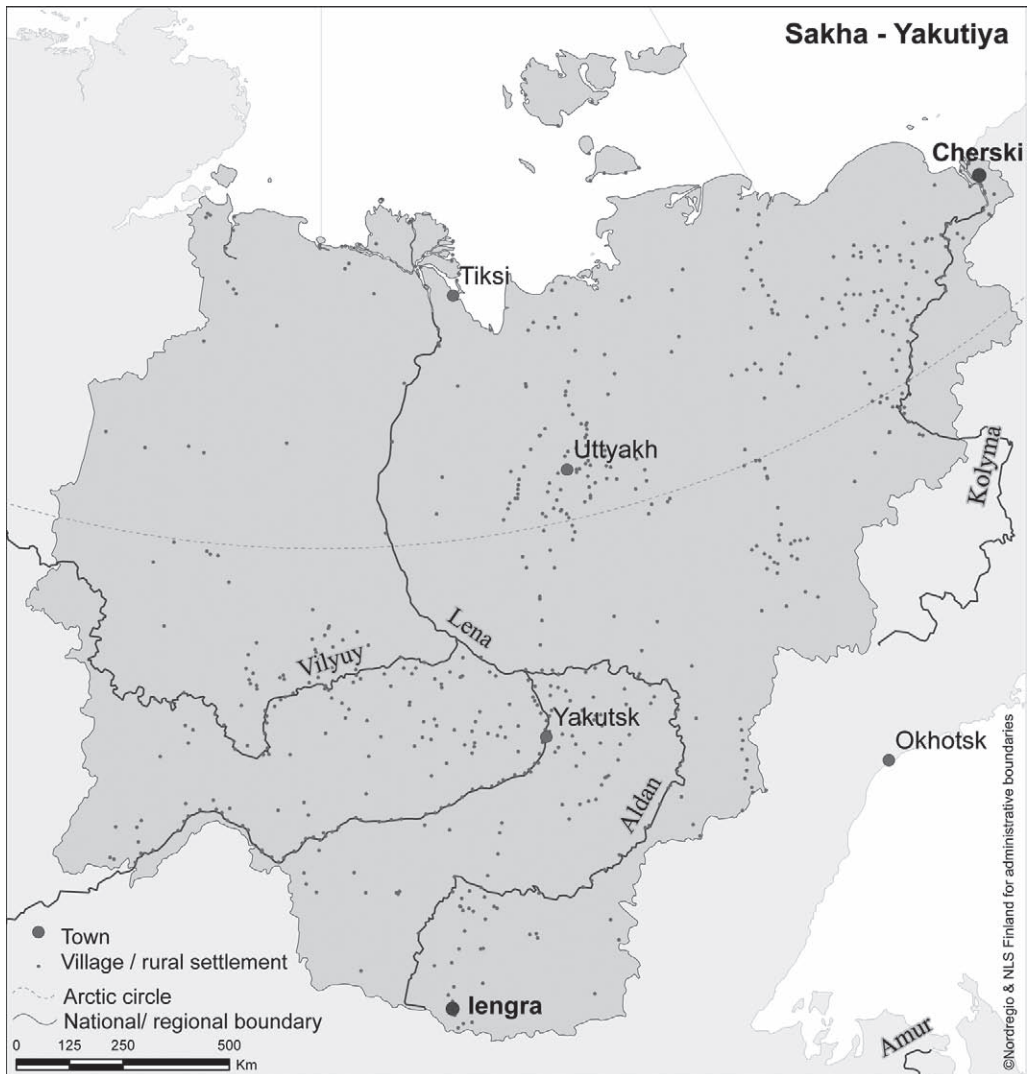 Sakha - Yakutiya
Cherski
Tiksi
Uttyakh
Kolyma
Lena
Vilyuy
Yakutsk
Okhotsk
Aldan
Iengra
Amur
Town
Village / rural settlement
Arctic circle
National/ regional boundary
0 125 250 500
Km
©Nordregio & NLS Finland for administrative boundaries